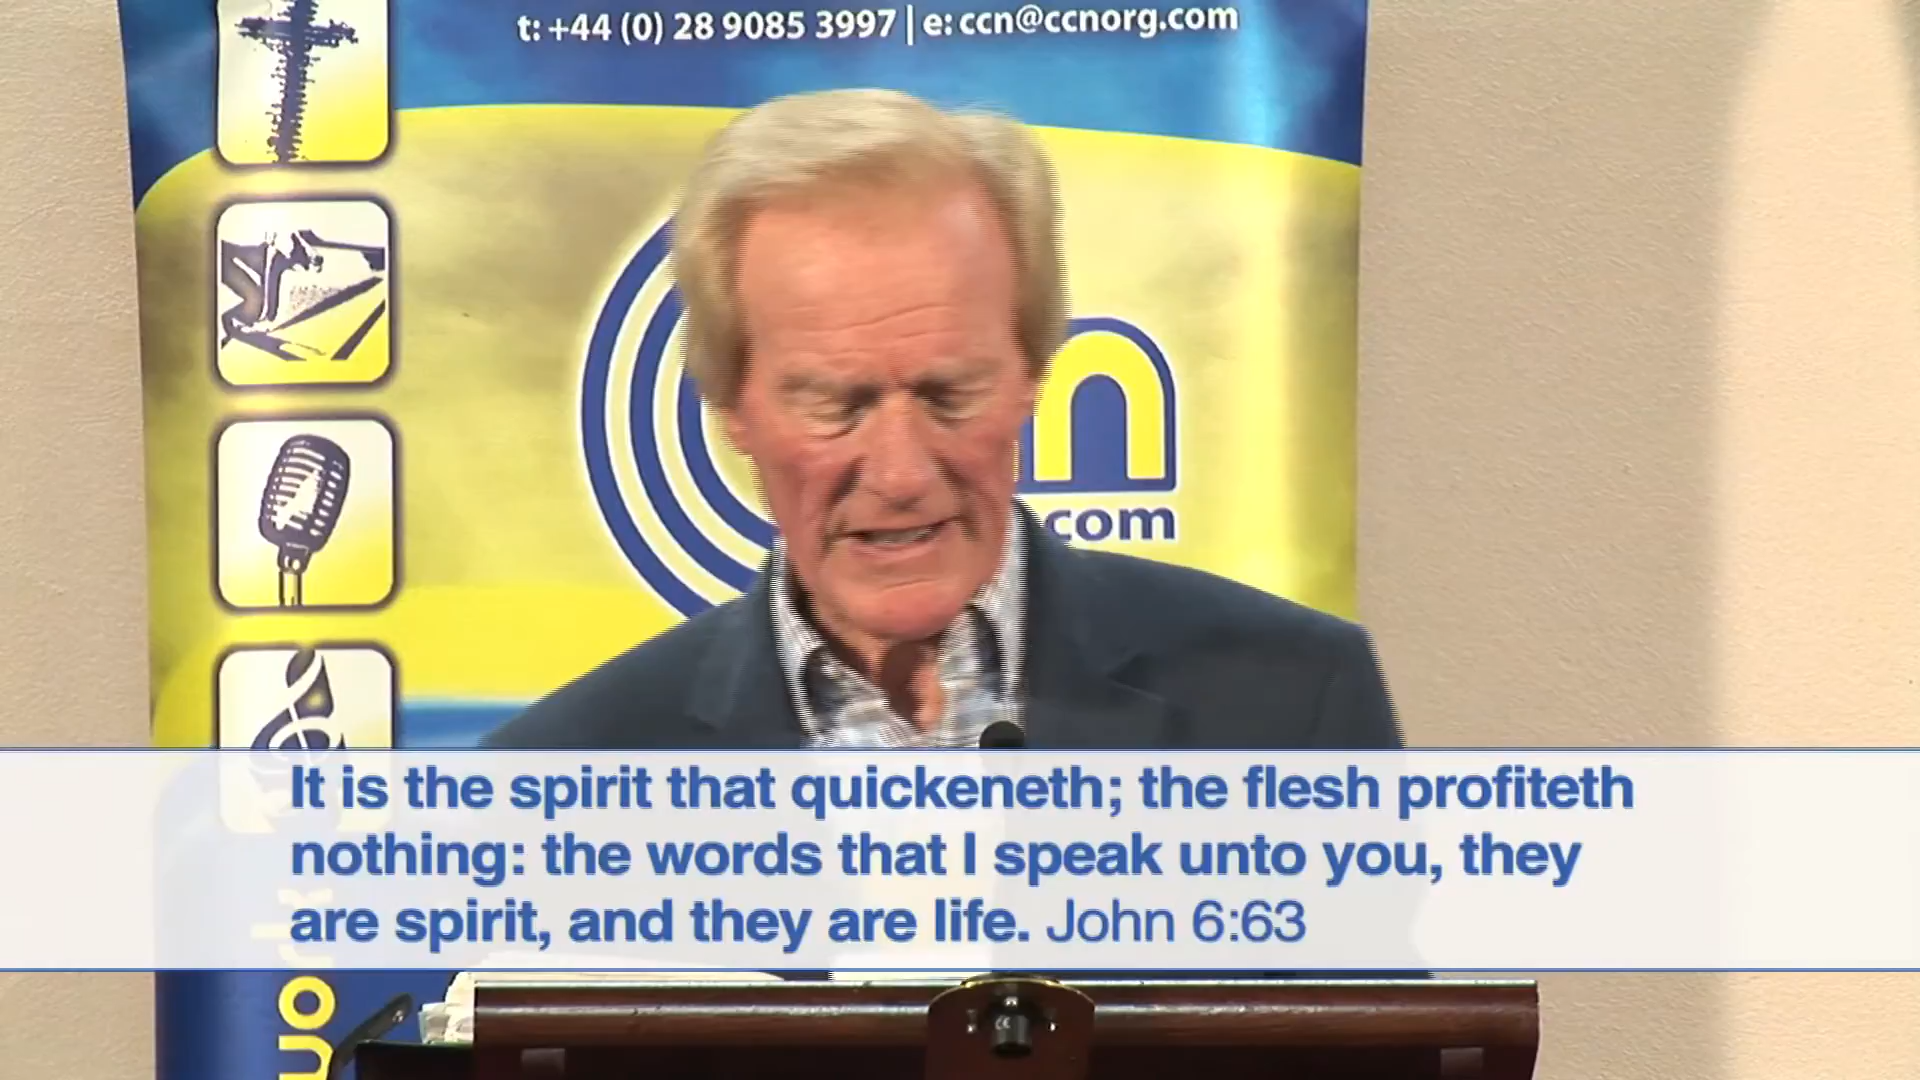 t: +44 (0) 28 9085 3997 | e: ccn@ccnorg.com
n
.com
It is the spirit that quickeneth; the flesh profiteth
nothing: the words that I speak unto you, they
are spirit, and they are life. John 6:63